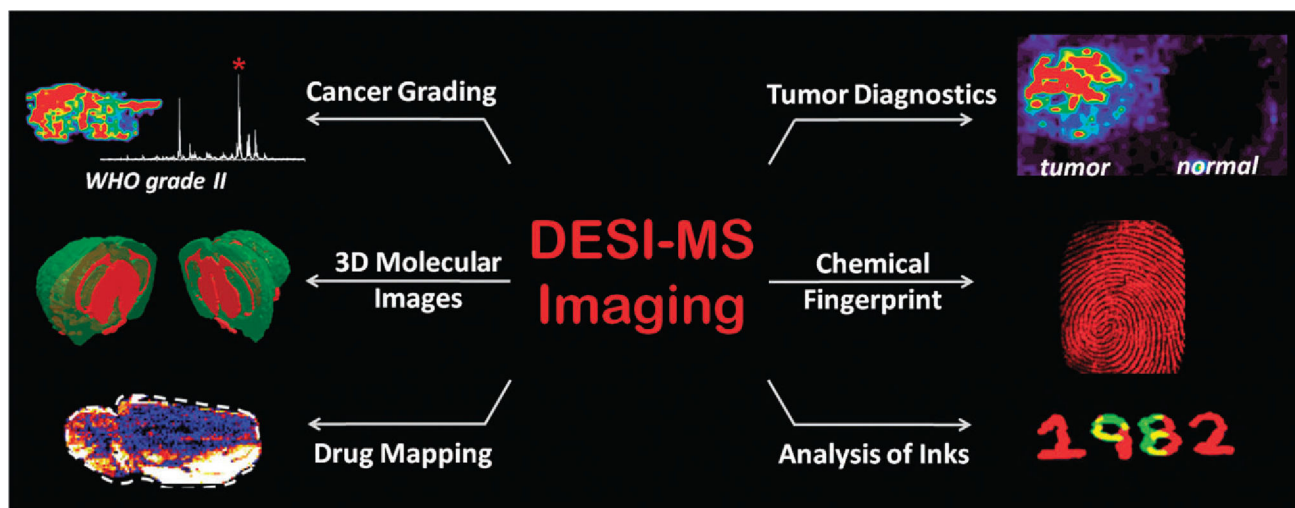 Cancer Grading
*
WHO grade II
Tumor Diagnostics
tumor normal
DESI-MS
Imaging
3D Molecular
Images
Chemical
Fingerprint
Drug Mapping
Analysis of Inks
1982